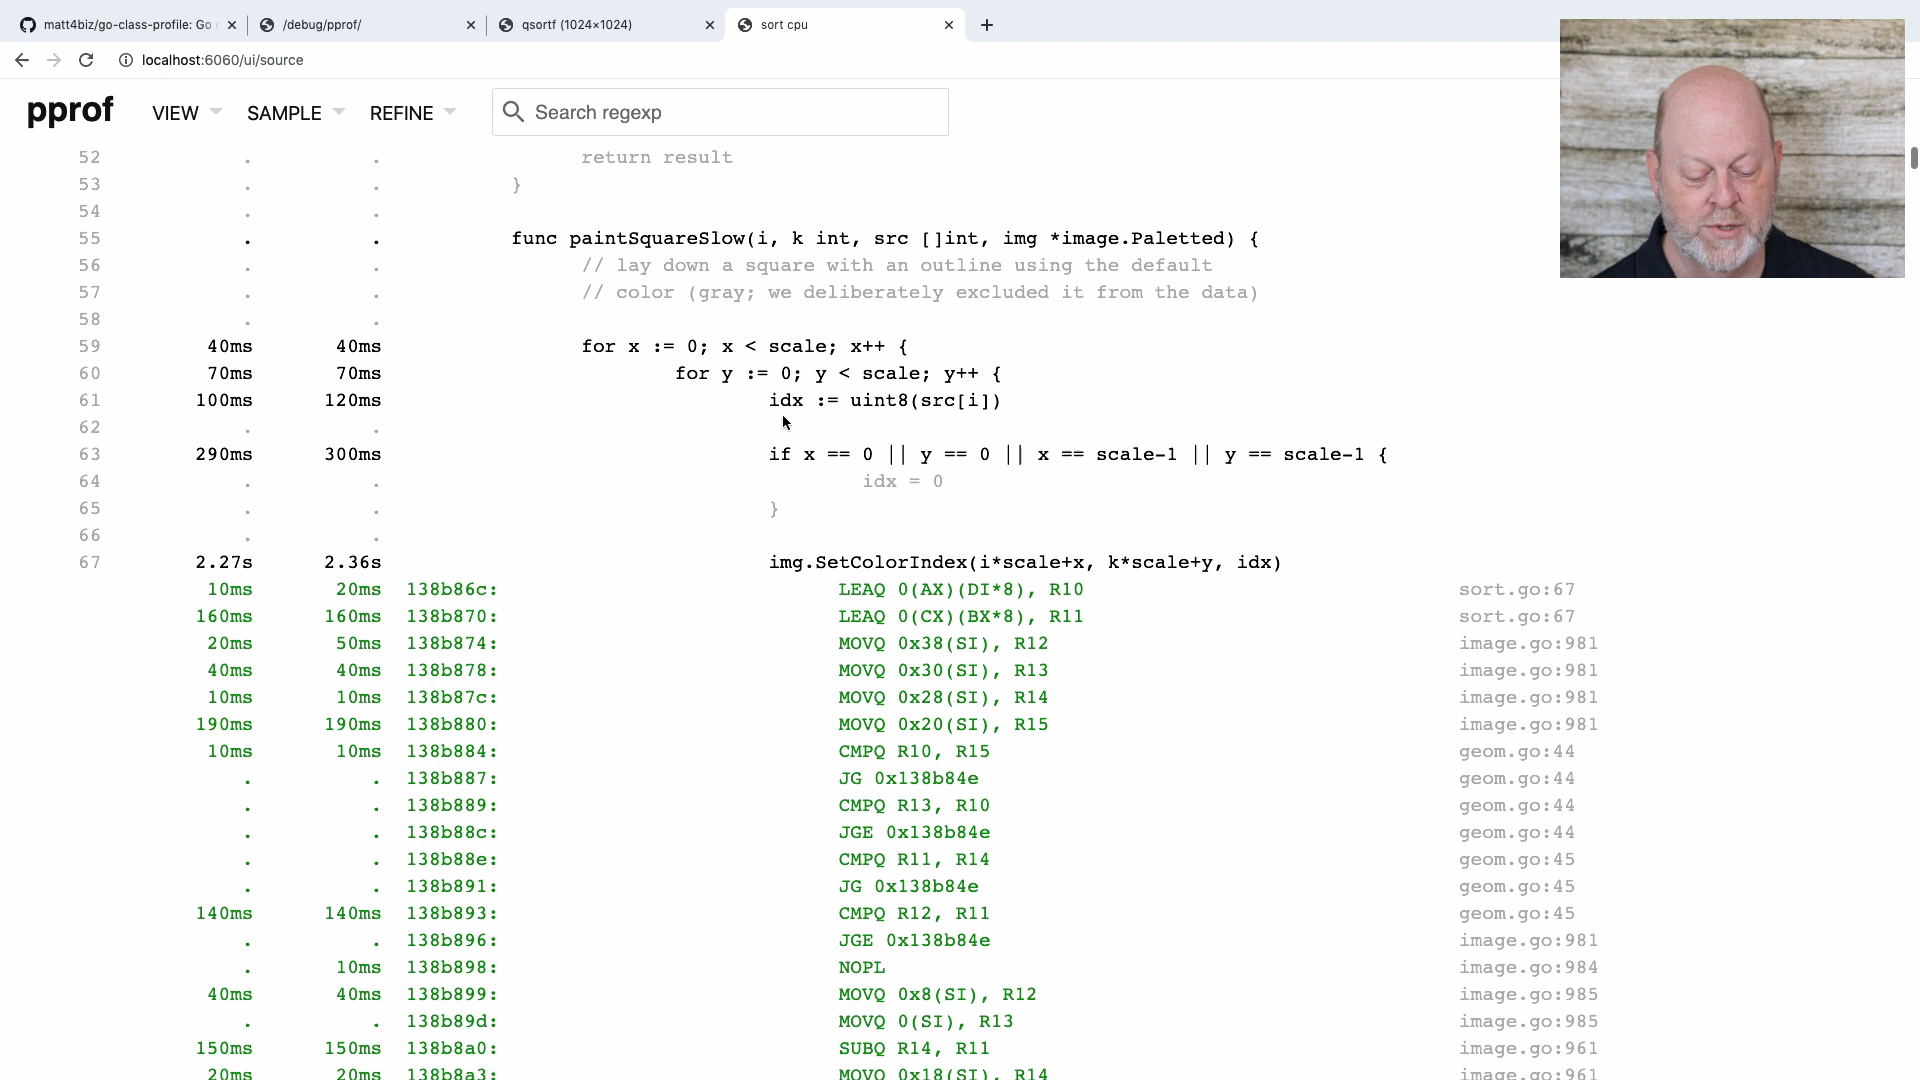 matt4biz/go-class-profile: Go c
/debug/pprof/
qsortf (1024×1024)
sort cpu
localhost:6060/ui/source
pprof VIEW SAMPLE REFINE Search regexp
52 . . return result
53 . . }
54 . .
55 . . func paintSquareSlow(i, k int, src []int, img *image.Paletted) {
56 . . // lay down a square with an outline using the default
57 . . // color (gray; we deliberately excluded it from the data)
58 . .
59 40ms 40ms for x := 0; x < scale; x++ {
60 70ms 70ms for y := 0; y < scale; y++ {
61 100ms 120ms idx := uint8(src[i])
62 . .
63 290ms 300ms if x == 0 || y == 0 || x == scale-1 || y == scale-1 {
64 . . idx = 0
65 . . }
66 . .
67 2.27s 2.36s img.SetColorIndex(i*scale+x, k*scale+y, idx)
10ms 20ms 138b86c: LEAQ 0(AX)(DI*8), R10 sort.go:67
160ms 160ms 138b870: LEAQ 0(CX)(BX*8), R11 sort.go:67
20ms 50ms 138b874: MOVQ 0x38(SI), R12 image.go:981
40ms 40ms 138b878: MOVQ 0x30(SI), R13 image.go:981
10ms 10ms 138b87c: MOVQ 0x28(SI), R14 image.go:981
190ms 190ms 138b880: MOVQ 0x20(SI), R15 image.go:981
10ms 10ms 138b884: CMPQ R10, R15 geom.go:44
. . 138b887: JG 0x138b84e geom.go:44
. . 138b889: CMPQ R13, R10 geom.go:44
. . 138b88c: JGE 0x138b84e geom.go:44
. . 138b88e: CMPQ R11, R14 geom.go:45
. . 138b891: JG 0x138b84e geom.go:45
140ms 140ms 138b893: CMPQ R12, R11 geom.go:45
. . 138b896: JGE 0x138b84e image.go:981
. 10ms 138b898: NOPL image.go:984
40ms 40ms 138b899: MOVQ 0x8(SI), R12 image.go:985
. . 138b89d: MOVQ 0(SI), R13 image.go:985
150ms 150ms 138b8a0: SUBQ R14, R11 image.go:961
20ms 20ms 138b8a3: MOVQ 0x18(SI), R14 image.go:961